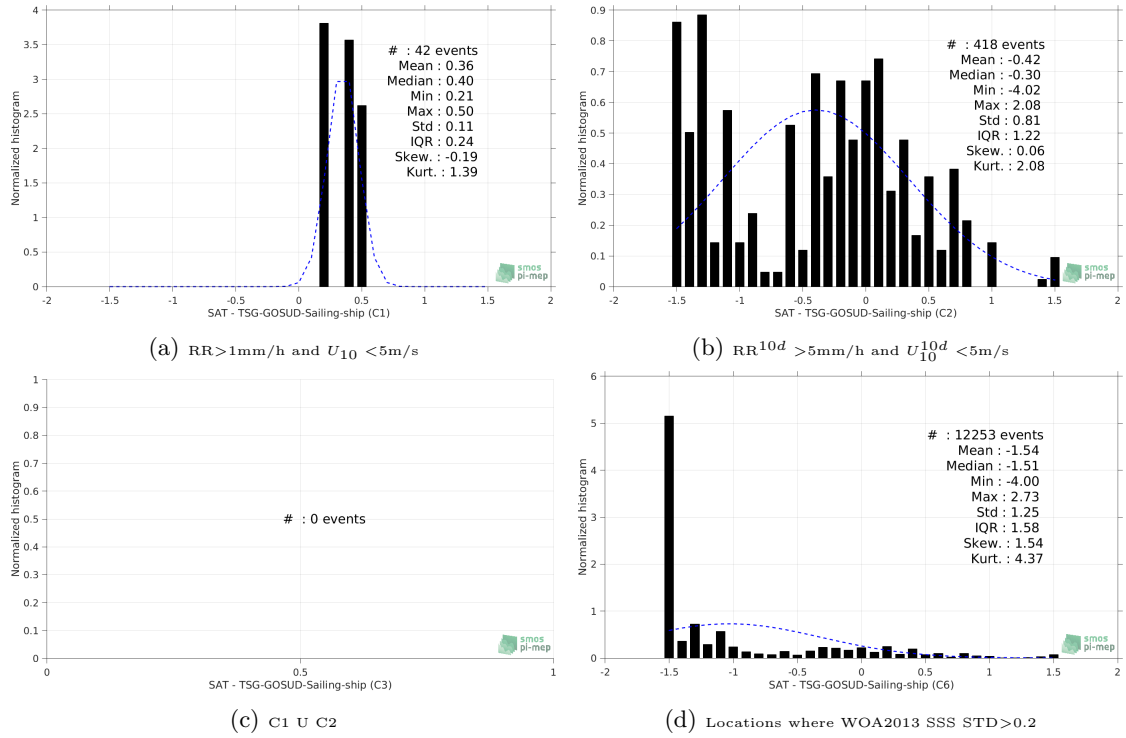 4
3.5
3
2.5
2
1.5
1
0.5
0
-2
-1.5
-1
-0.5
0
0.5
1
1.5
2
Normalized histogram
# : 42 events
Mean : 0.36
Median : 0.40
Min : 0.21
Max : 0.50
Std : 0.11
IQR : 0.24
Skew. : -0.19
Kurt. : 1.39
smos
pi-mep
SAT - TSG-GOSUD-Sailing-ship (C1)
(a) RR>1mm/h and U10 <5m/s
0.9
0.8
0.7
0.6
0.5
0.4
0.3
0.2
0.1
0
-2
-1.5
-1
-0.5
0
0.5
1
1.5
2
Normalized histogram
# : 418 events
Mean : -0.42
Median : -0.30
Min : -4.02
Max : 2.08
Std : 0.81
IQR : 1.22
Skew. : 0.06
Kurt. : 2.08
smos
pi-mep
SAT - TSG-GOSUD-Sailing-ship (C2)
(b) RR10d >5mm/h and U10d10 <5m/s
1
0.9
0.8
0.7
0.6
0.5
0.4
0.3
0.2
0.1
0
0
0.5
1
Normalized histogram
# : 0 events
smos
pi-mep
SAT - TSG-GOSUD-Sailing-ship (C3)
(c) C1 U C2
6
5
4
3
2
1
0
-2
-1.5
-1
-0.5
0
0.5
1
1.5
2
Normalized histogram
# : 12253 events
Mean : -1.54
Median : -1.51
Min : -4.00
Max : 2.73
Std : 1.25
IQR : 1.58
Skew. : 1.54
Kurt. : 4.37
smos
pi-mep
SAT - TSG-GOSUD-Sailing-ship (C6)
(d) Locations where WOA2013 SSS STD>0.2